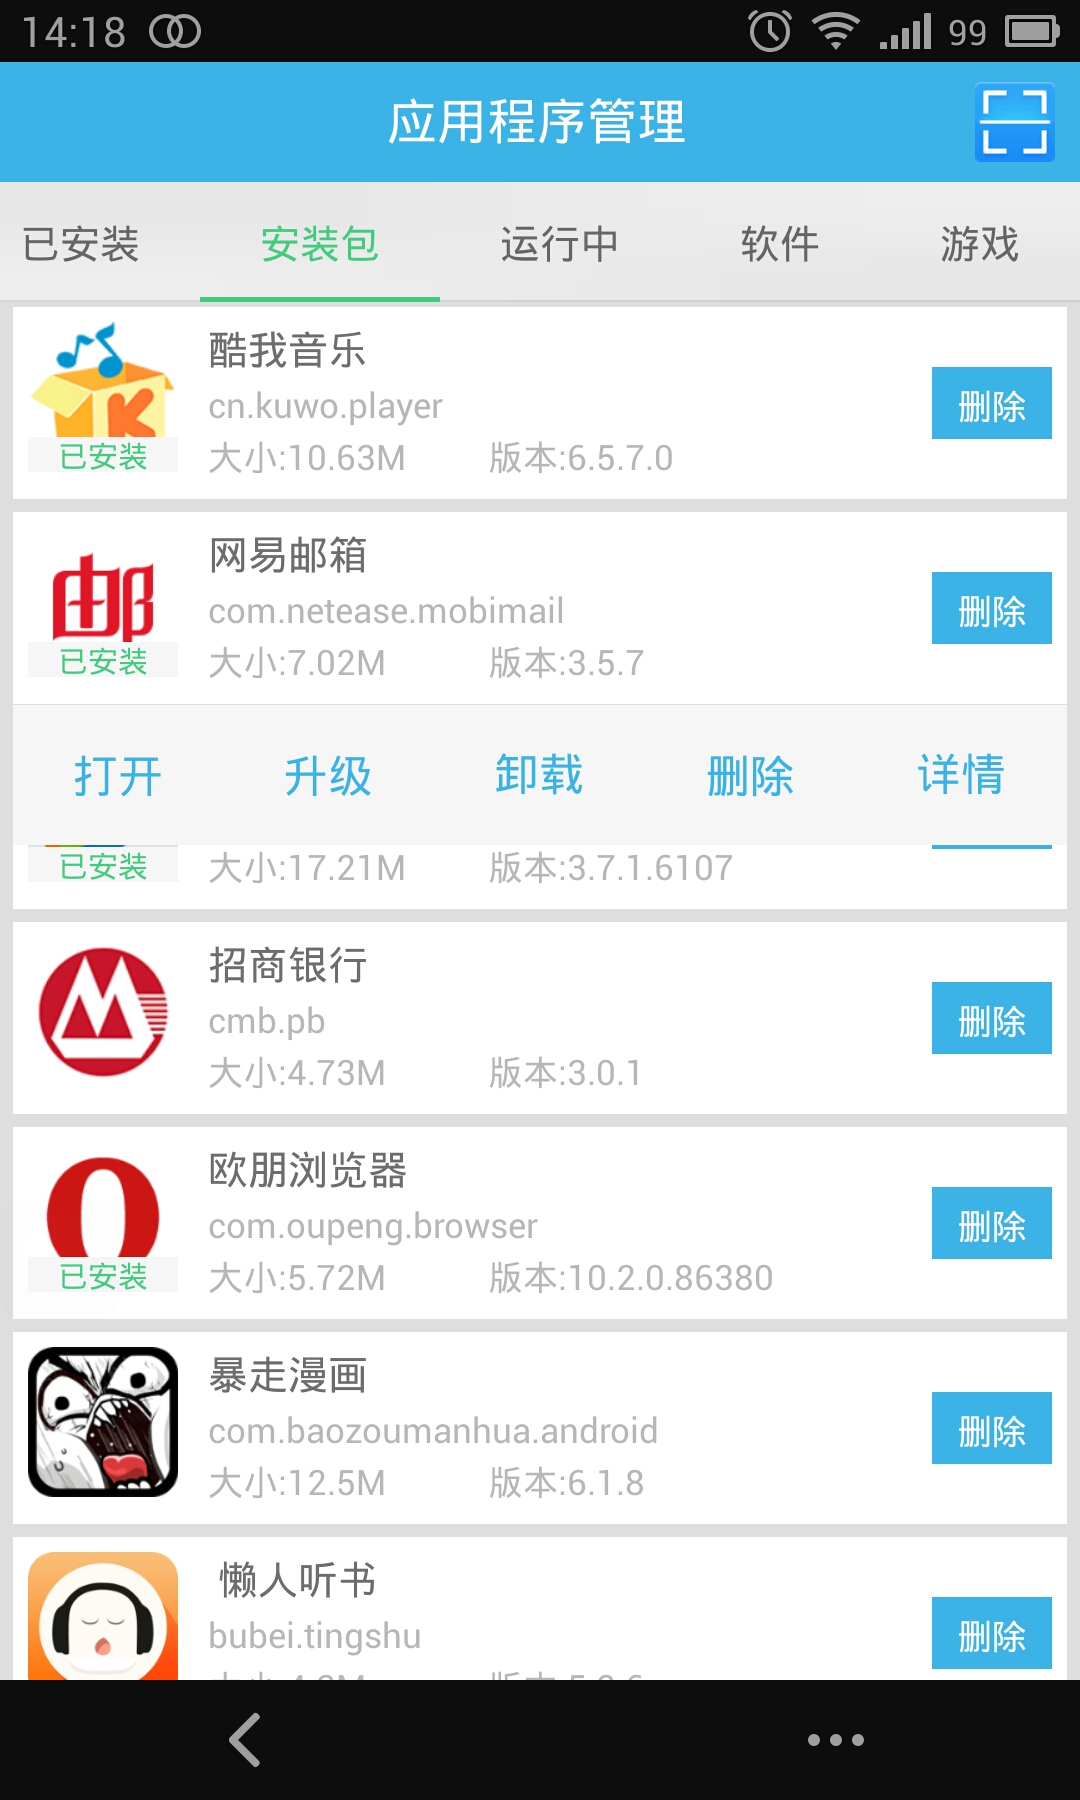 14:18 99
应用程序管理
已安装 安装包 运行中 软件 游戏
酷我音乐
cn.kuwo.player
删除
已安装 大小:10.63M 版本:6.5.7.0
网易邮箱
com.netease.mobimail
删除
已安装 大小:7.02M 版本:3.5.7
打开 升级 卸载 删除 详情
已安装 大小:17.21M 版本:3.7.1.6107
招商银行
cmb.pb
删除
大小:4.73M 版本:3.0.1
欧朋浏览器
com.oupeng.browser
删除
已安装 大小:5.72M 版本:10.2.0.86380
暴走漫画
com.baozoumanhua.android
删除
大小:12.5M 版本:6.1.8
懒人听书
bubei.tingshu
删除